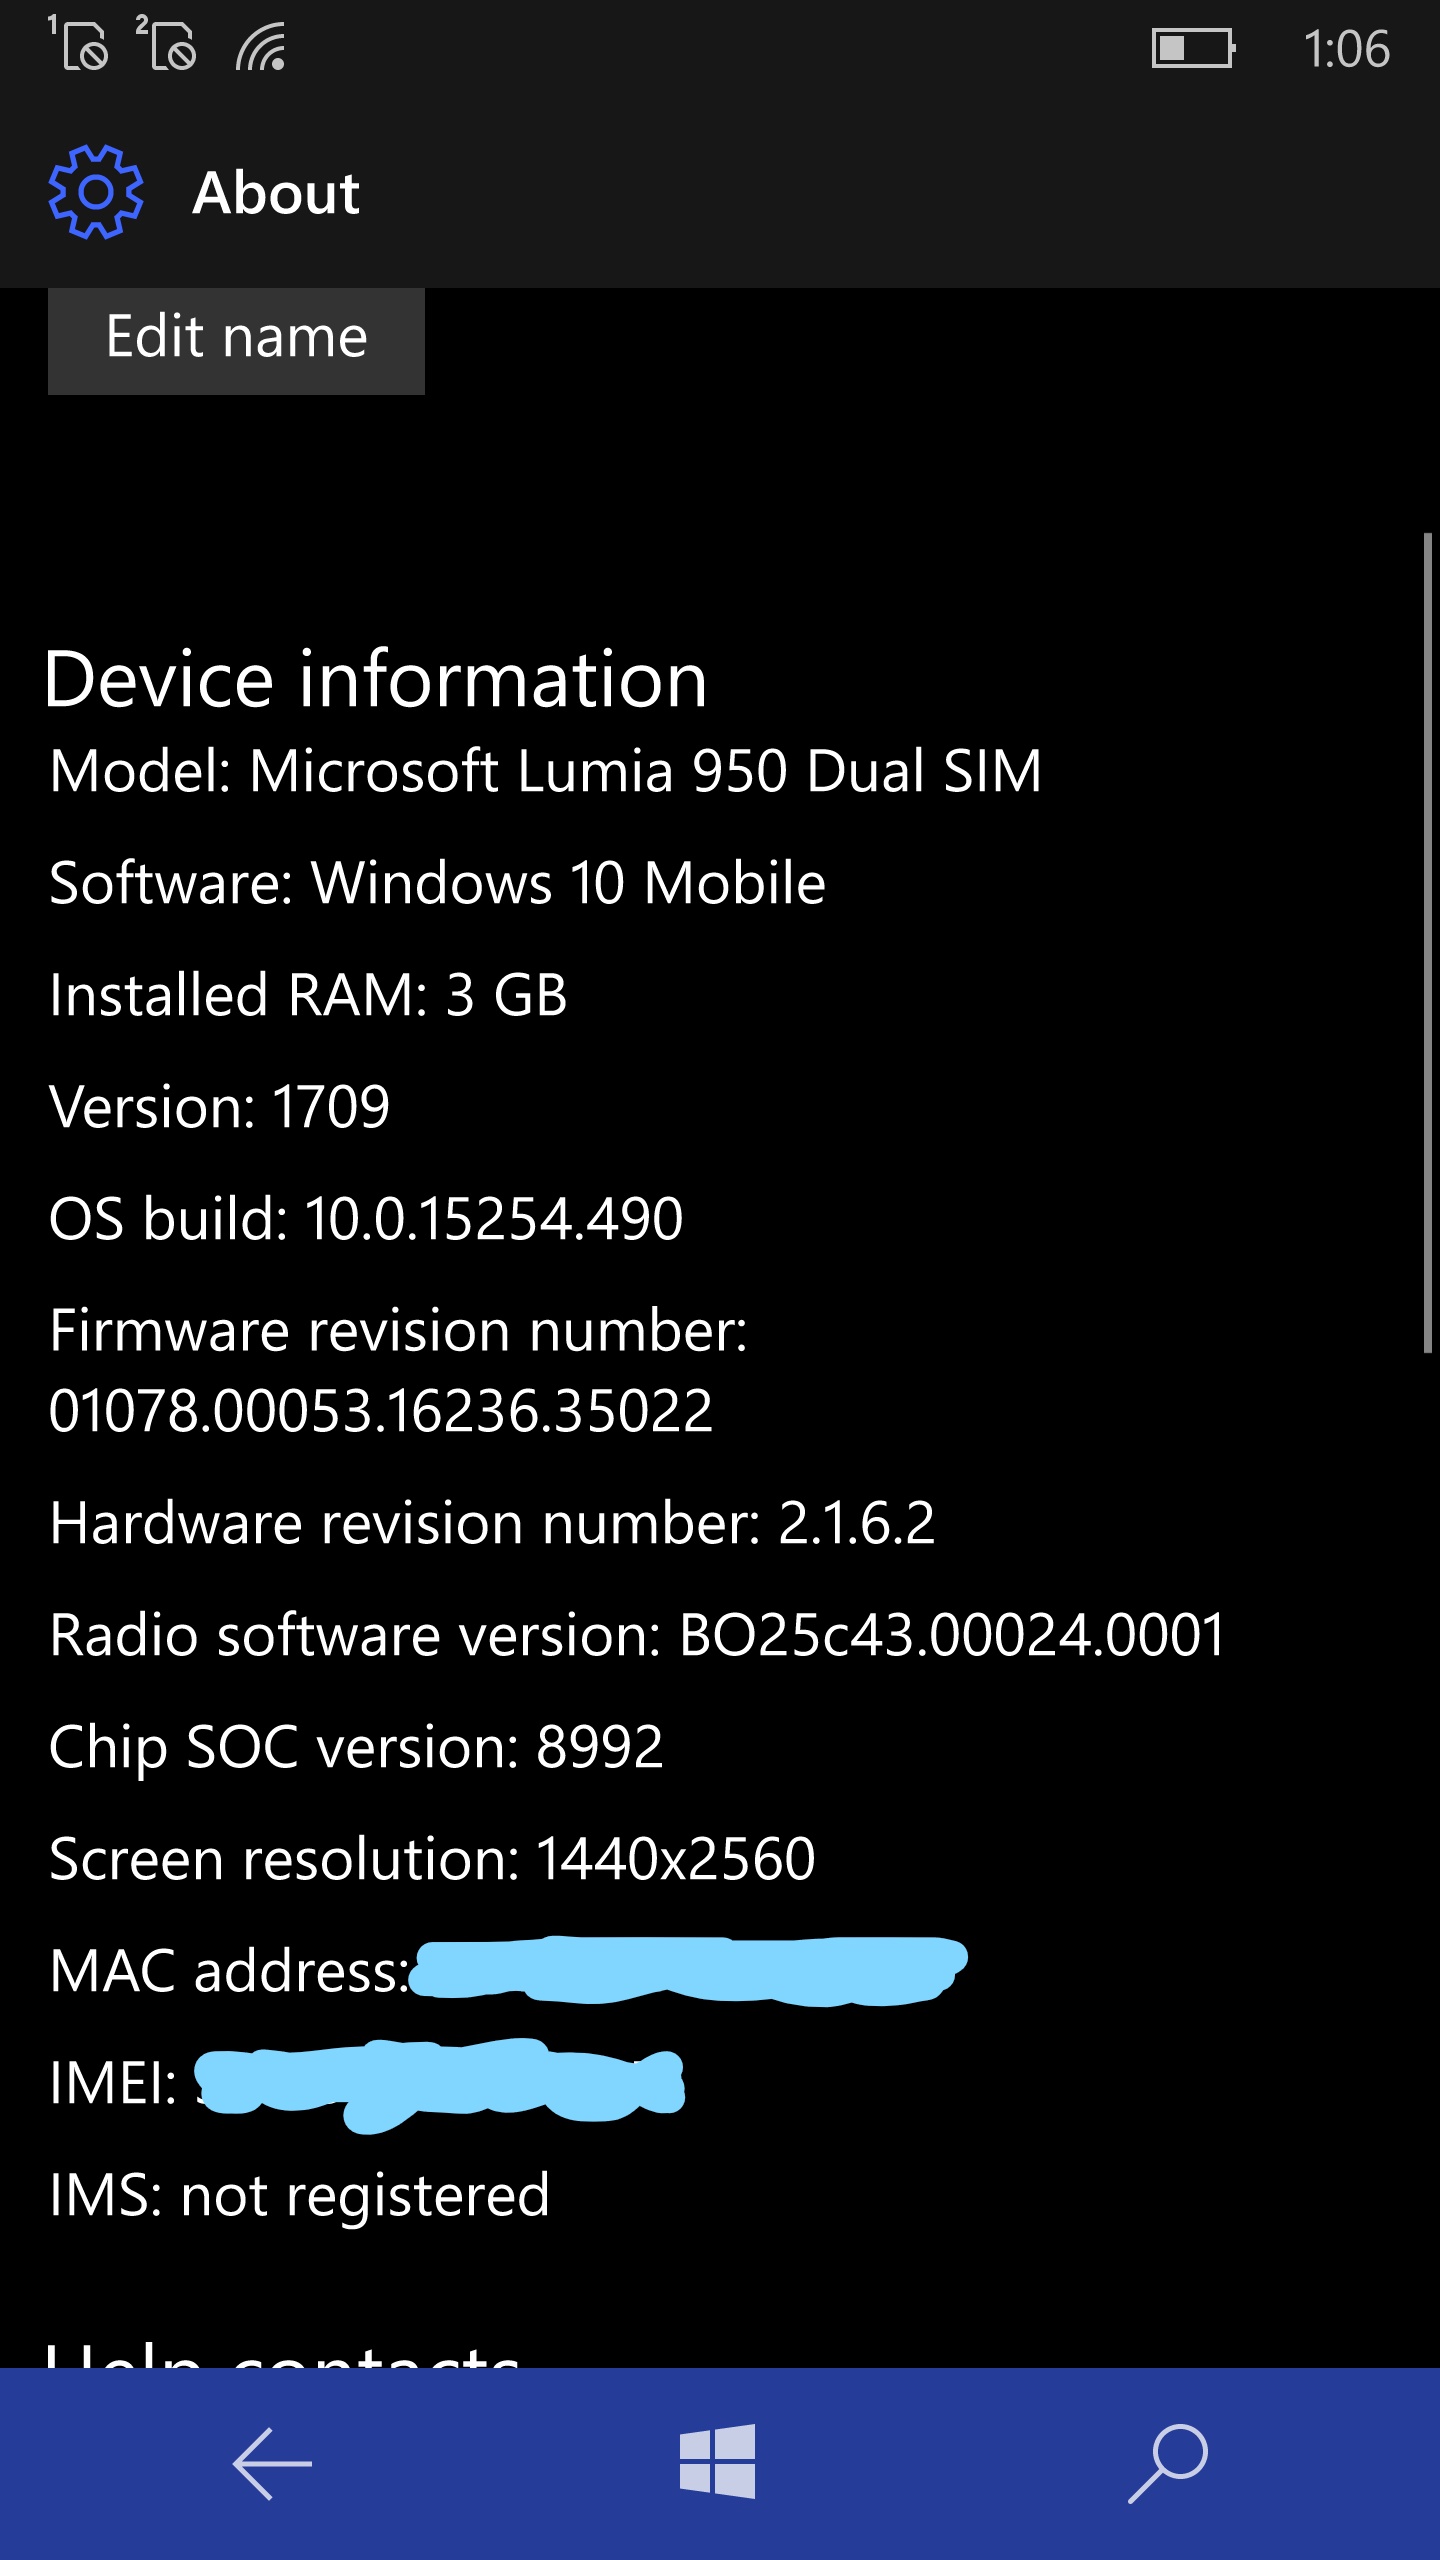 1 2 1:06
About
Edit name
Device information
Model: Microsoft Lumia 950 Dual SIM
Software: Windows 10 Mobile
Installed RAM: 3 GB
Version: 1709
OS build: 10.0.15254.490
Firmware revision number:
01078.00053.16236.35022
Hardware revision number: 2.1.6.2
Radio software version: BO25c43.00024.0001
Chip SOC version: 8992
Screen resolution: 1440x2560
MAC address:
IMEI:
IMS: not registered
Help contacts